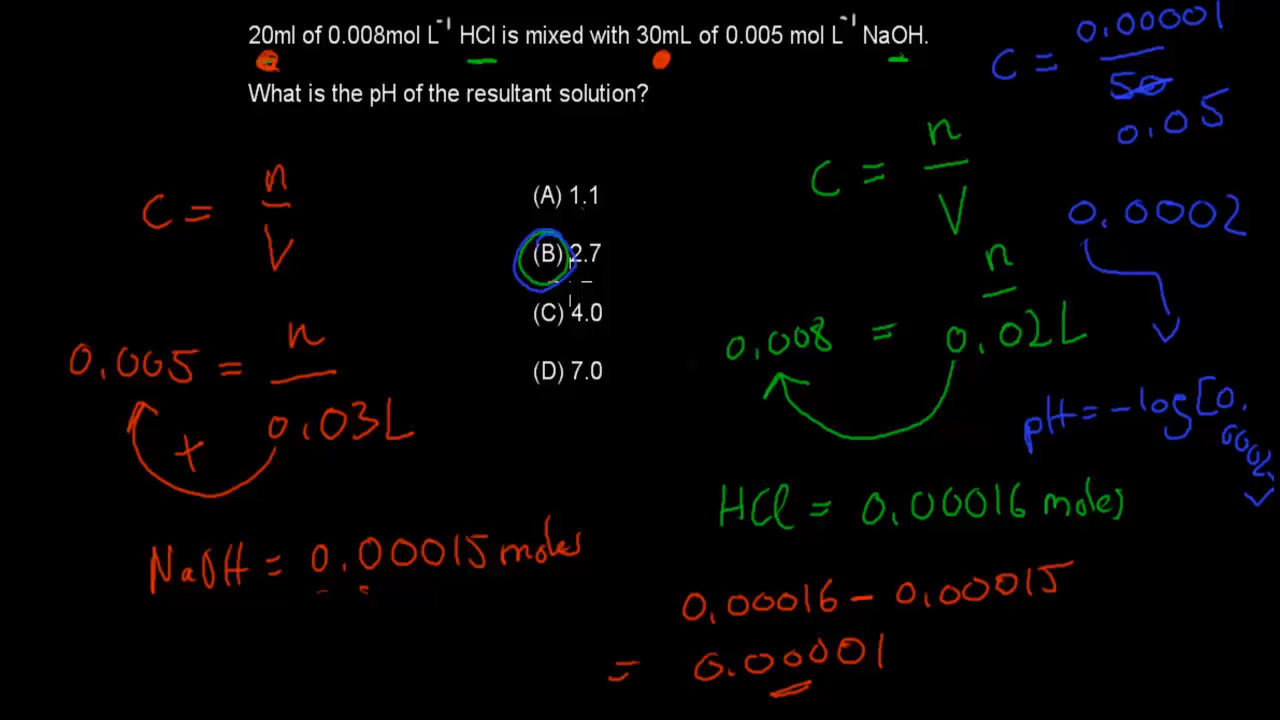 20ml of 0.008mol L⁻¹ HCl is mixed with 30mL of 0.005 mol L⁻¹ NaOH.
What is the pH of the resultant solution?
(A) 1.1
(B) 2.7
(C) 4.0
(D) 7.0
C = n
V
0.005 = n
0.03L
+
NaOH = 0.00015 moles
C = n
V
0.008 = n
0.02L
HCl = 0.00016 moles
0.00016 - 0.00015
= 0.00001
C = 0.00001
50
0.05
0.0002
pH = -log[0.
0002